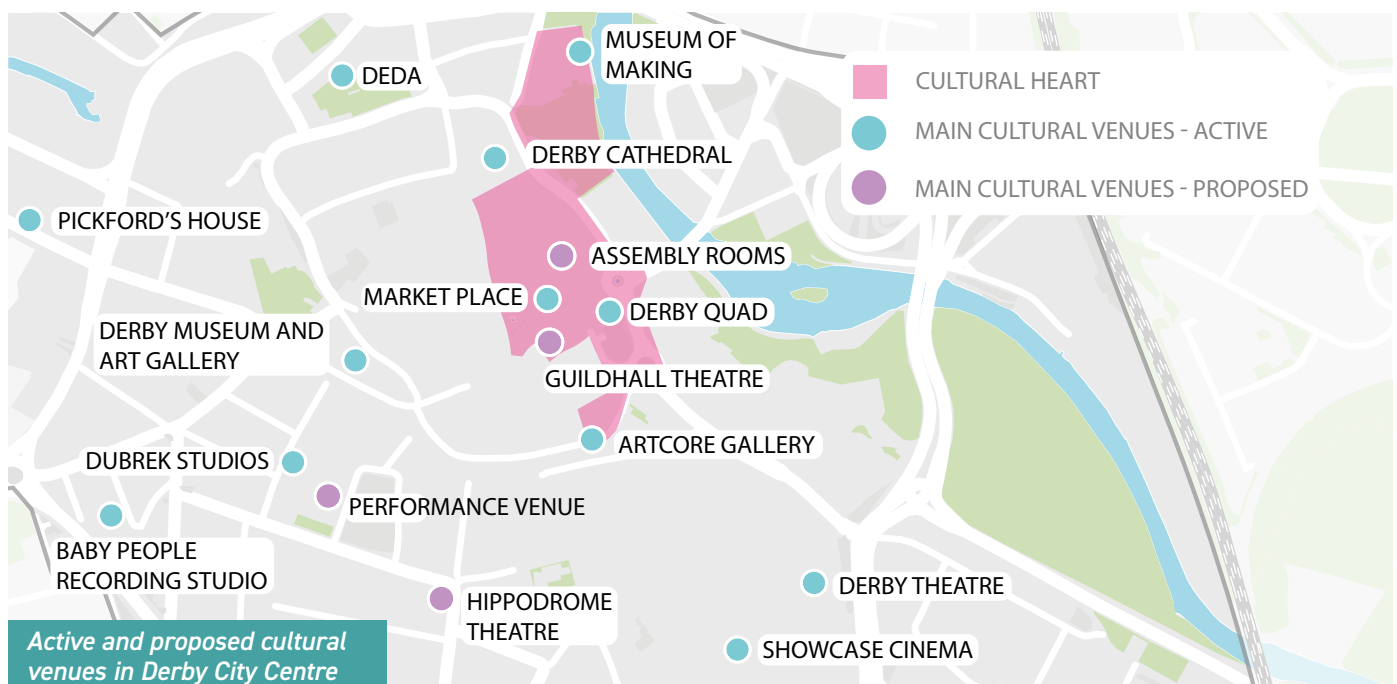 MUSEUM OF
MAKING
DEDA
CULTURAL HEART
MAIN CULTURAL VENUES - ACTIVE
MAIN CULTURAL VENUES - PROPOSED
DERBY CATHEDRAL
PICKFORD'S HOUSE
ASSEMBLY ROOMS
MARKET PLACE
DERBY QUAD
DERBY MUSEUM AND
ART GALLERY
GUILDHALL THEATRE
ARTCORE GALLERY
DUBREK STUDIOS
PERFORMANCE VENUE
BABY PEOPLE
RECORDING STUDIO
DERBY THEATRE
HIPPODROME
THEATRE
SHOWCASE CINEMA
Active and proposed cultural
venues in Derby City Centre